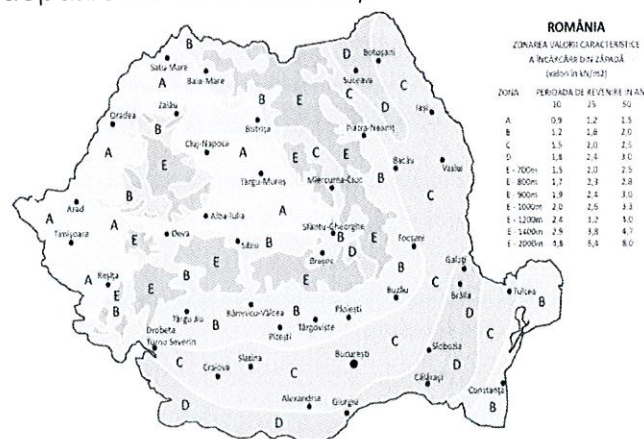 ROMÂNIA
ZONAREA VALORII CARACTERISTICE
A ÎNCĂRCĂRII DIN ZĂPADĂ
(valori în kN/m2)
ZONA PERIOADA DE REVENIRE IN ANI
10 25 50
A 0,9 1,2 1,5
B 1,2 1,6 2,0
C 1,5 2,0 2,5
D 1,8 2,4 3,0
E - 700m 1,5 2,0 2,5
E - 800m 1,7 2,3 2,8
E - 900m 1,9 2,4 3,0
E - 1000m 2,0 2,6 3,3
E - 1200m 2,4 3,2 4,0
E - 1400m 2,9 3,8 4,7
E - 2000m 4,8 6,4 8,0
B
D Botoșani
Satu-Mare
A Baia-Mare Suceava C
E
Zalău B C
Oradea D Iași
B Bistrița Piatra-Neamț
A Cluj-Napoca A E C E
E Bacău Vaslui
Târgu-Mureș Miercurea-Ciuc B
B C
Arad
A Alba-Iulia A
Timișoara A E Deva Sfântu-Gheorghe
Sibiu B B E Focșani
D
Brașov Galați
A Reșița B E B
E E B E Buzău C Brăila Tulcea
B B
Târgu Jiu Râmnicu-Vâlcea Ploiești D
B B Târgoviște
Drobeta Pitești C
Turnu Severin Slobozia
C Slatina București C D
Craiova C
Călărași
Alexandria Constanța
D Giurgiu
D D B